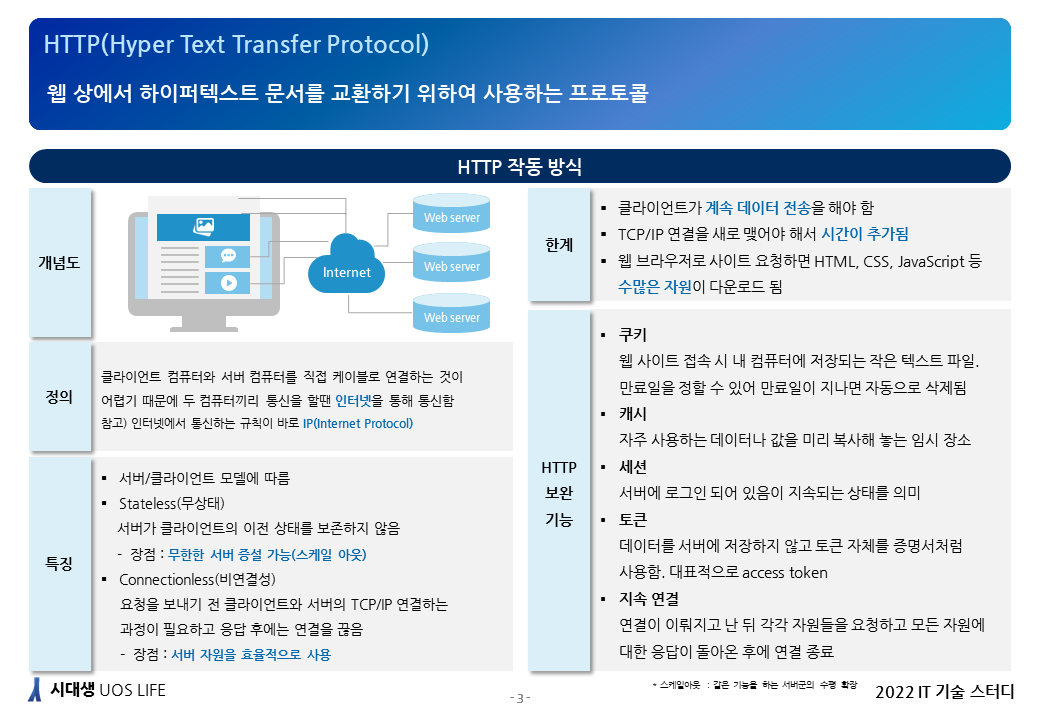 HTTP(Hyper Text Transfer Protocol)
웹 상에서 하이퍼텍스트 문서를 교환하기 위하여 사용하는 프로토콜
HTTP 작동 방식
개념도
Internet
Web server
Web server
Web server
정의
클라이언트 컴퓨터와 서버 컴퓨터를 직접 케이블로 연결하는 것이
어렵기 때문에 두 컴퓨터끼리 통신을 할땐 인터넷을 통해 통신함
참고) 인터넷에서 통신하는 규칙이 바로 IP(Internet Protocol)
특징
▪ 서버/클라이언트 모델에 따름
▪ Stateless(무상태)
서버가 클라이언트의 이전 상태를 보존하지 않음
- 장점 : 무한한 서버 증설 가능(스케일 아웃)
▪ Connectionless(비연결성)
요청을 보내기 전 클라이언트와 서버의 TCP/IP 연결하는
과정이 필요하고 응답 후에는 연결을 끊음
- 장점 : 서버 자원을 효율적으로 사용
한계
▪ 클라이언트가 계속 데이터 전송을 해야 함
▪ TCP/IP 연결을 새로 맺어야 해서 시간이 추가됨
▪ 웹 브라우저로 사이트 요청하면 HTML, CSS, JavaScript 등
수많은 자원이 다운로드 됨
HTTP
보완
기능
▪ 쿠키
웹 사이트 접속 시 내 컴퓨터에 저장되는 작은 텍스트 파일.
만료일을 정할 수 있어 만료일이 지나면 자동으로 삭제됨
▪ 캐시
자주 사용하는 데이터나 값을 미리 복사해 놓는 임시 장소
▪ 세션
서버에 로그인 되어 있음이 지속되는 상태를 의미
▪ 토큰
데이터를 서버에 저장하지 않고 토큰 자체를 증명서처럼
사용함. 대표적으로 access token
▪ 지속 연결
연결이 이뤄지고 난 뒤 각각 자원들을 요청하고 모든 자원에
대한 응답이 돌아온 후에 연결 종료
* 스케일아웃 : 같은 기능을 하는 서버군의 수평 확장
시대생 UOS LIFE
- 3 -
2022 IT 기술 스터디